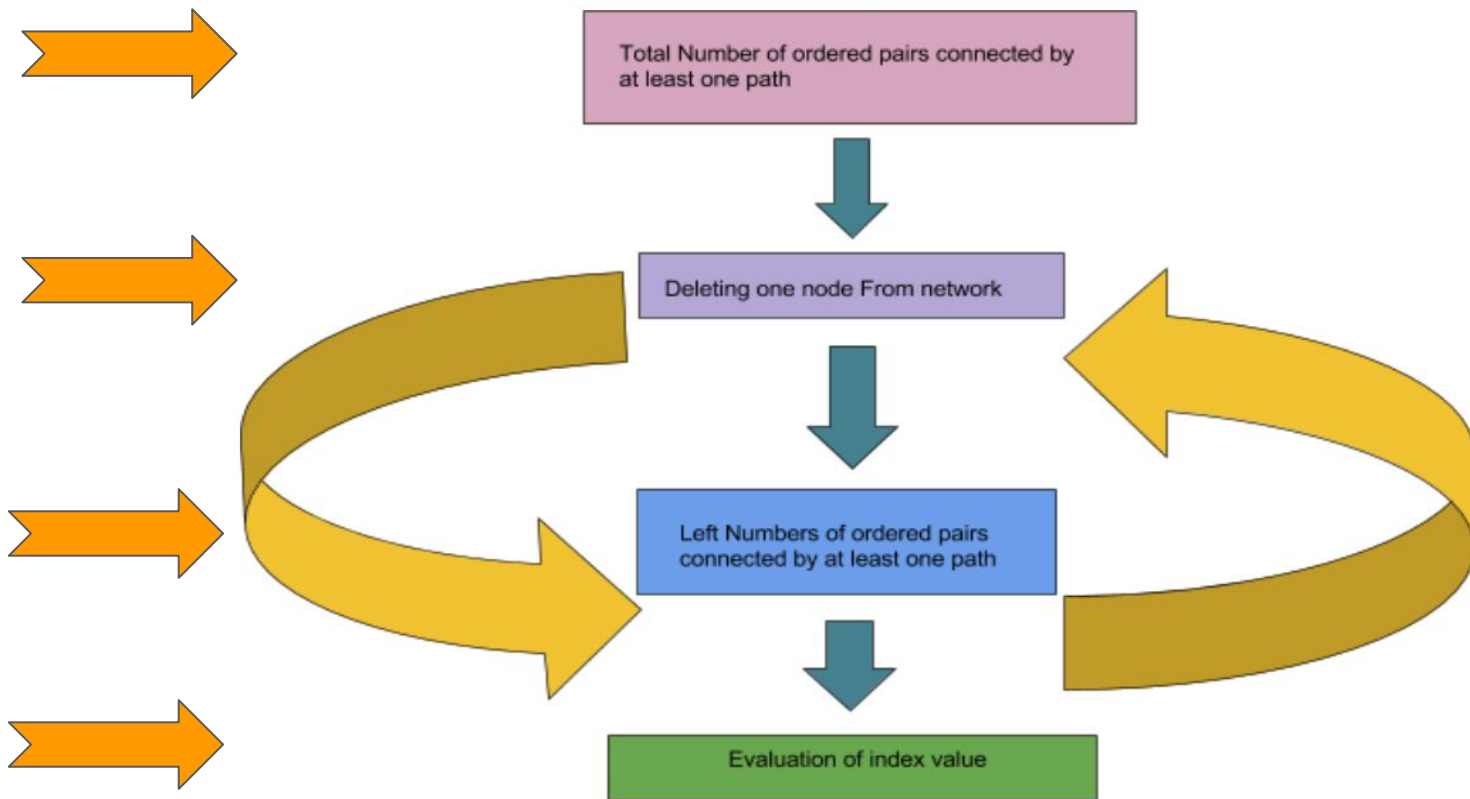 Total Number of ordered pairs connected by
at least one path
Deleting one node From network
Left Numbers of ordered pairs
connected by at least one path
Evaluation of index value